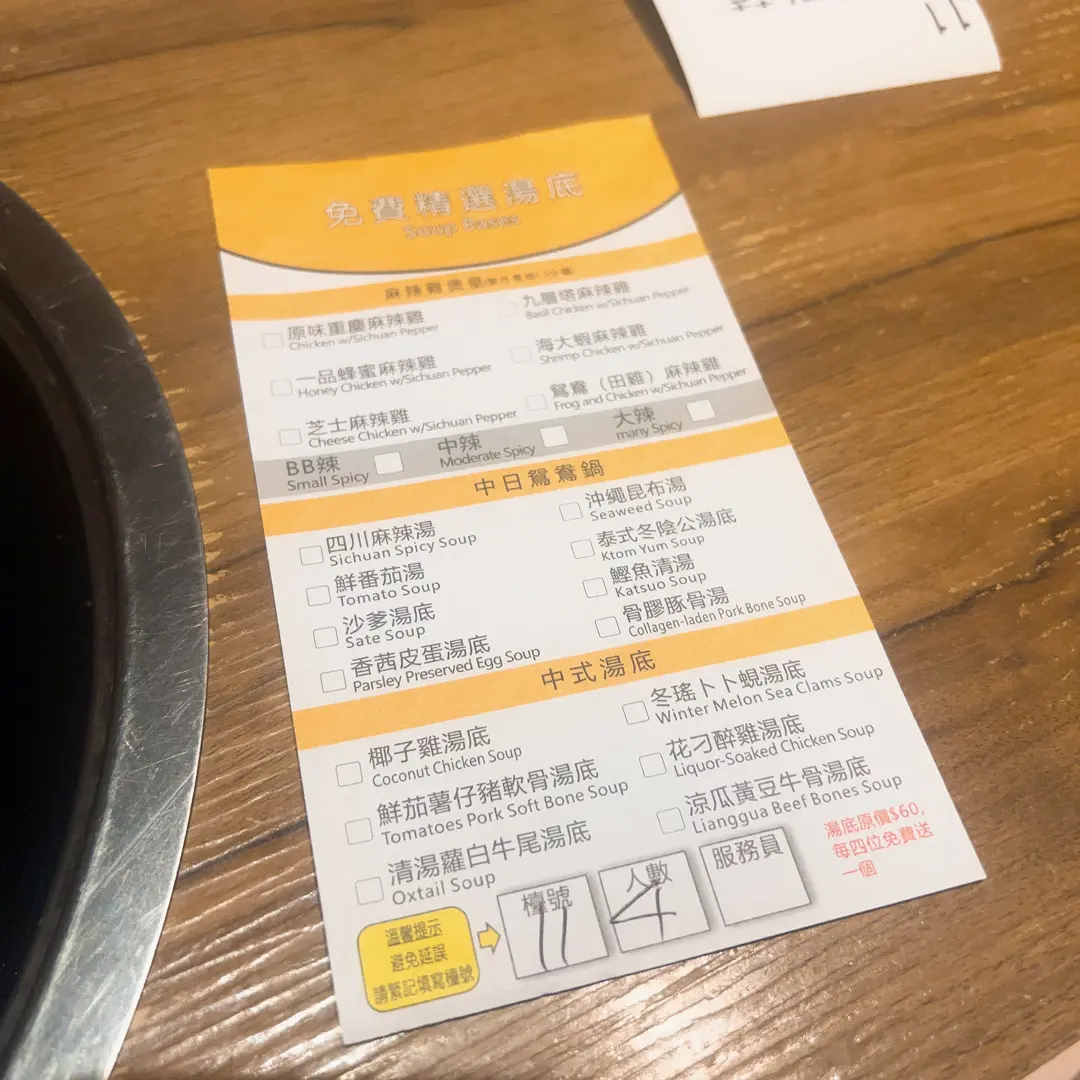 11
免費精選湯底
Soup Bases
麻辣雞煲皇
原味重慶麻辣雞
Chicken w/Sichuan Pepper
九層塔麻辣雞
Basil Chicken w/Sichuan Pepper
一品蜂蜜麻辣雞
Honey Chicken w/Sichuan Pepper
海大蝦麻辣雞
Shrimp Chicken w/Sichuan Pepper
芝士麻辣雞
Cheese Chicken w/Sichuan Pepper
鴛鴦（田雞）麻辣雞
Frog and Chicken w/Sichuan Pepper
BB辣
Small Spicy
中辣
Moderate Spicy
大辣
many Spicy
中日鴛鴦鍋
四川麻辣湯
Sichuan Spicy Soup
沖繩昆布湯
Seaweed Soup
鮮番茄湯
Tomato Soup
泰式冬陰公湯底
Ktom Yum Soup
沙爹湯底
Sate Soup
鰹魚清湯
Katsuo Soup
香茜皮蛋湯底
Parsley Preserved Egg Soup
骨膠豚骨湯
Collagen-laden Pork Bone Soup
中式湯底
椰子雞湯底
Coconut Chicken Soup
冬瑤卜卜蜆湯底
Winter Melon Sea Clams Soup
鮮茄薯仔豬軟骨湯底
Tomatoes Pork Soft Bone Soup
花刁醉雞湯底
Liquor-Soaked Chicken Soup
清湯蘿白牛尾湯底
Oxtail Soup
涼瓜黃豆牛骨湯底
Lianggua Beef Bones Soup
湯底原價$60,
每四位免費送
一個
溫馨提示
避免延誤
請緊記填寫檯號
檯號
11
人數
4
服務員